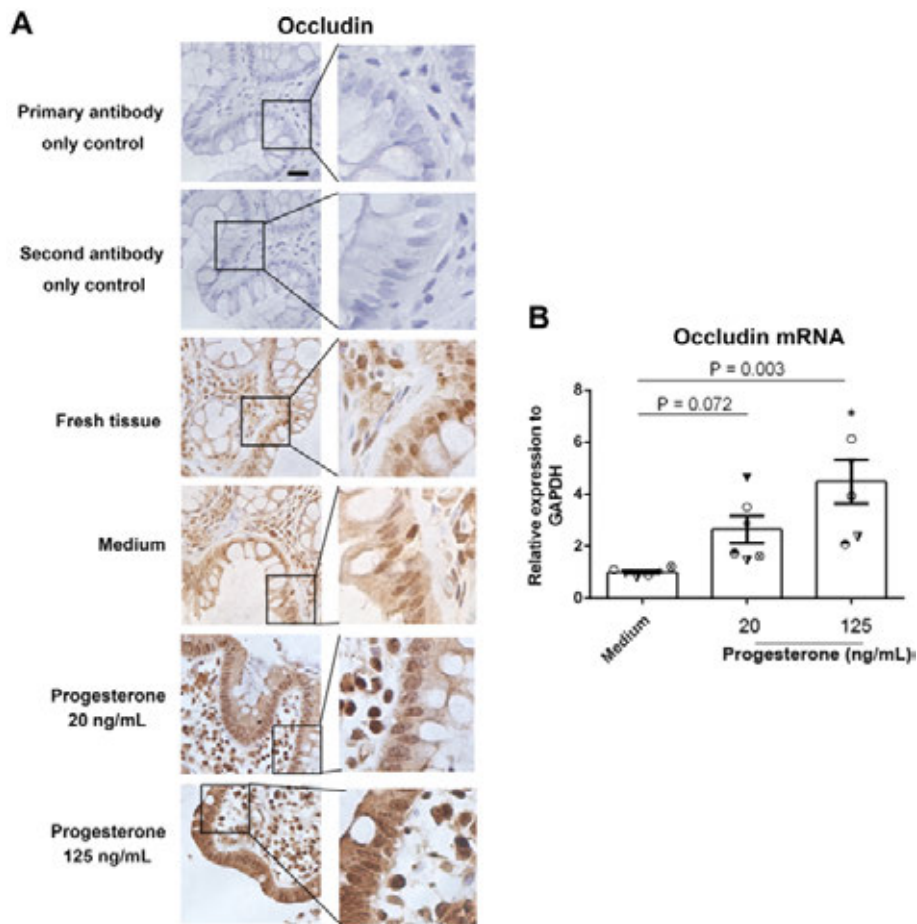 A
Occludin
Primary antibody
only control
Second antibody
only control
Fresh tissue
Medium
Progesterone
20 ng/mL
Progesterone
125 ng/mL
B
Occludin mRNA
P = 0.003
P = 0.072
*
Relative expression to
GAPDH
8
6
4
2
0
Medium
20
125
Progesterone (ng/mL)